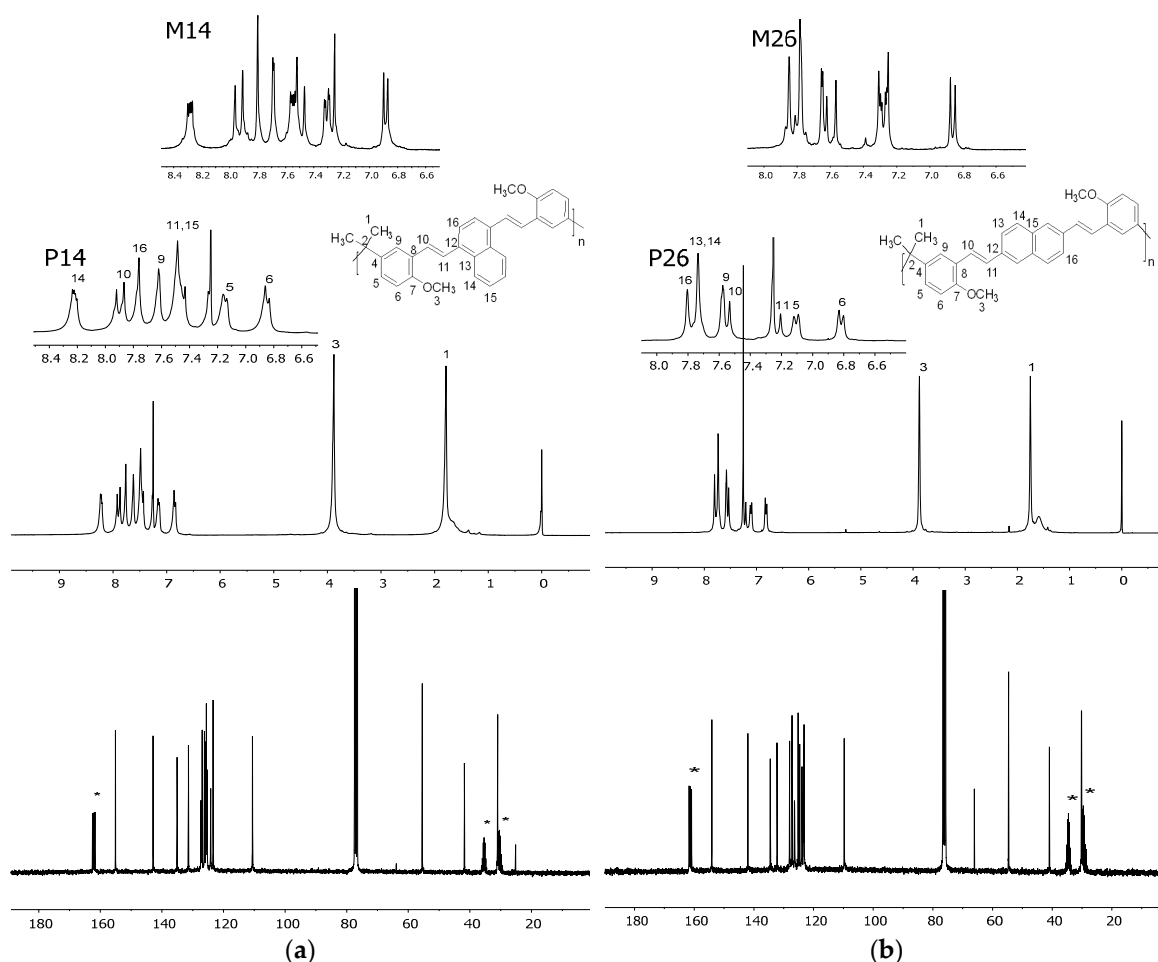 M14
8.4 8.2 8.0 7.8 7.6 7.4 7.2 7.0 6.8 6.6
P14
14 10 16 9 11,15 5 6
8.4 8.2 8.0 7.8 7.6 7.4 7.2 7.0 6.8 6.6
H3C CH3 1 2 4 5 6 7 8 9 10 11 12 13 14 15 16 OCH3 3 H3CO n
3 1
9 8 7 6 5 4 3 2 1 0
* * *
180 160 140 120 100 80 60 40 20
(a)
M26
8.0 7.8 7.6 7.4 7.2 7.0 6.8 6.6
P26
16 13,14 9 10 11 5 6
8.0 7.8 7.6 7.4 7.2 7.0 6.8 6.6
H3C CH3 1 2 4 5 6 7 8 9 10 11 12 13 14 15 16 OCH3 3 H3CO n
3 1
9 8 7 6 5 4 3 2 1 0
* * *
180 160 140 120 100 80 60 40 20
(b)